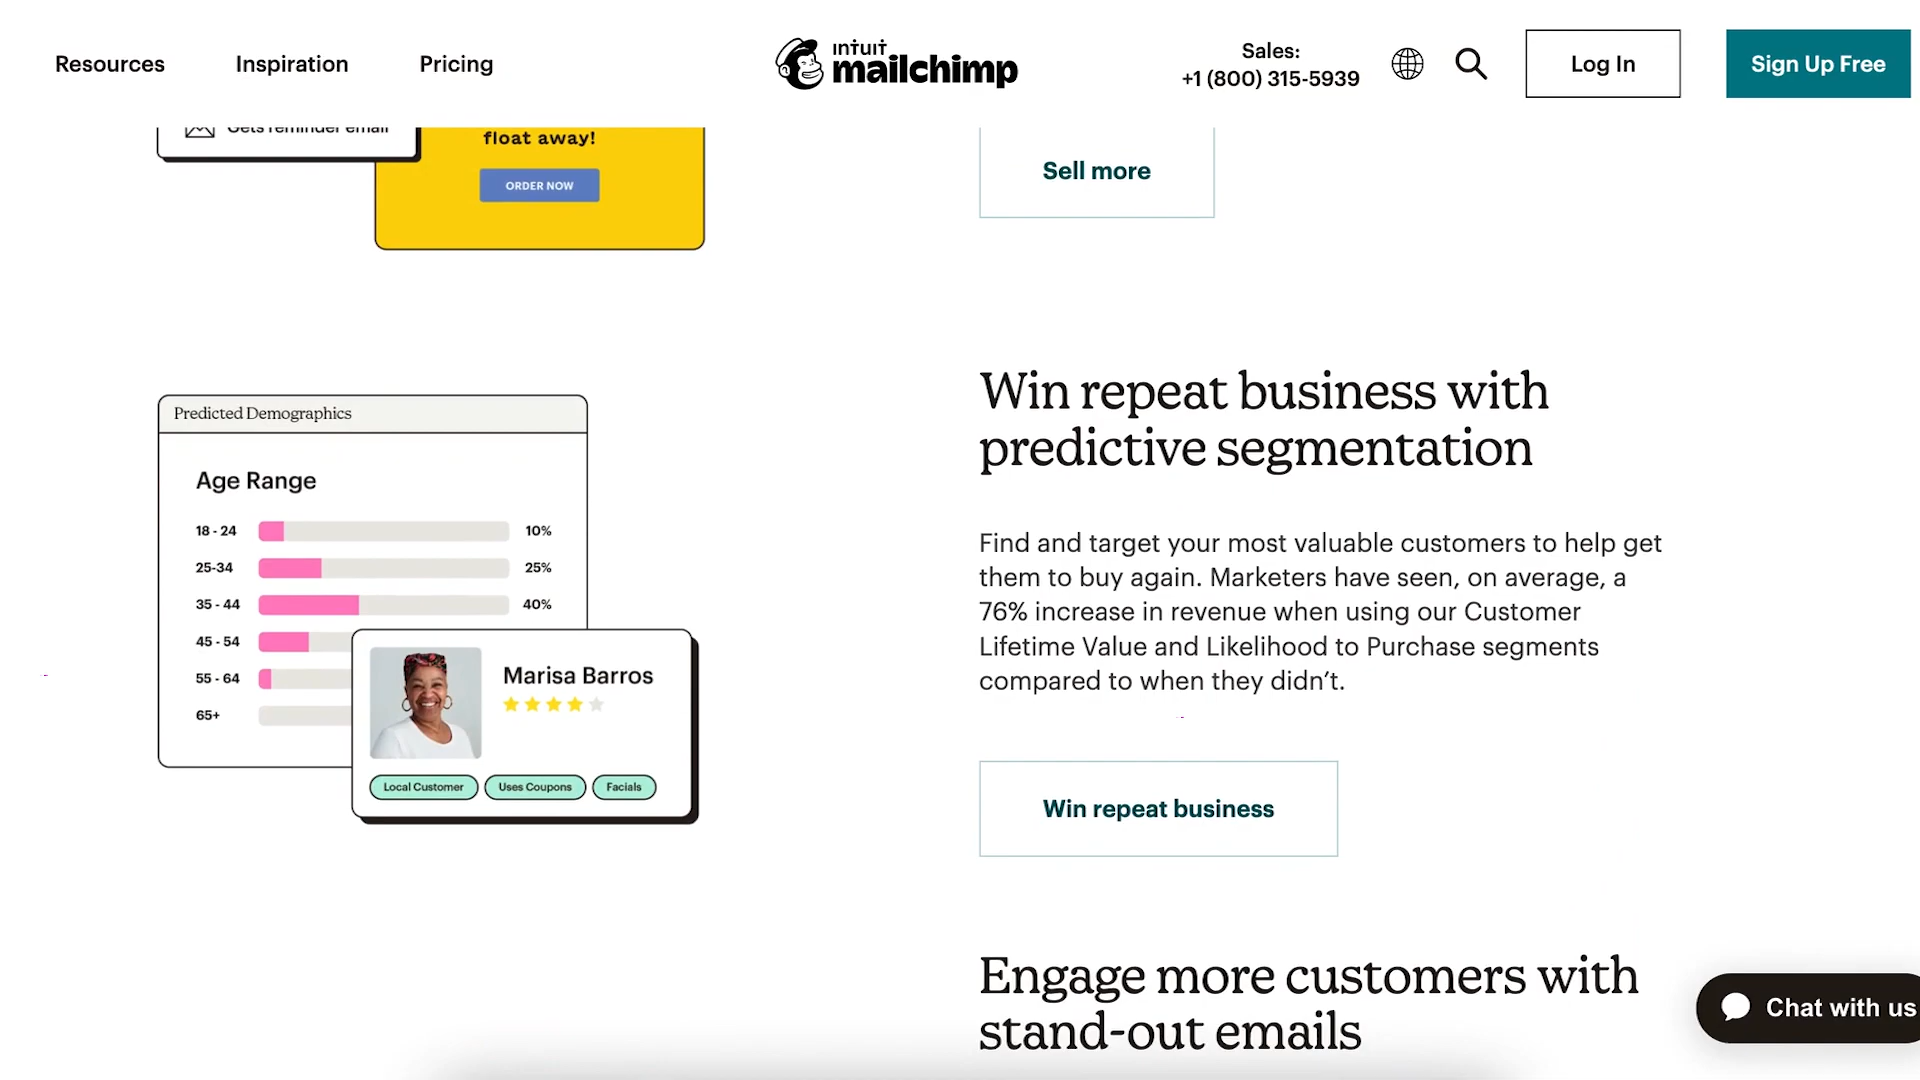 Resources
Inspiration
Pricing
INTUIT
mailchimp
Sales:
+1 (800) 315-5939
Log In
Sign Up Free
Gets reminder email
float away!
ORDER NOW
Sell more
Predicted Demographics
Age Range
18 - 24 10%
25-34 25%
35 - 44 40%
45 - 54
55 - 64
65+
Marisa Barros
Local Customer
Uses Coupons
Facials
Win repeat business with
predictive segmentation
Find and target your most valuable customers to help get
them to buy again. Marketers have seen, on average, a
76% increase in revenue when using our Customer
Lifetime Value and Likelihood to Purchase segments
compared to when they didn’t.
Win repeat business
Engage more customers with
stand-out emails
Chat with us